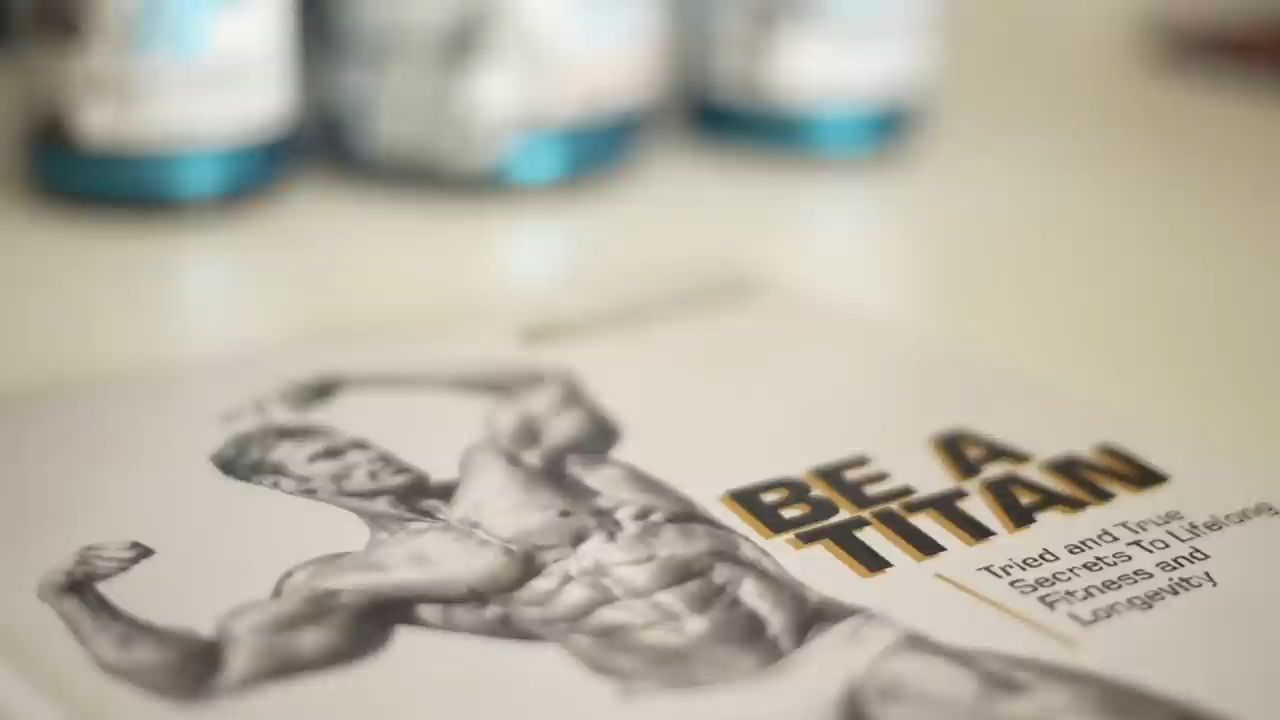 BE A
TITAN
Tried and True
Secrets To Lifelong
Fitness and
Longevity